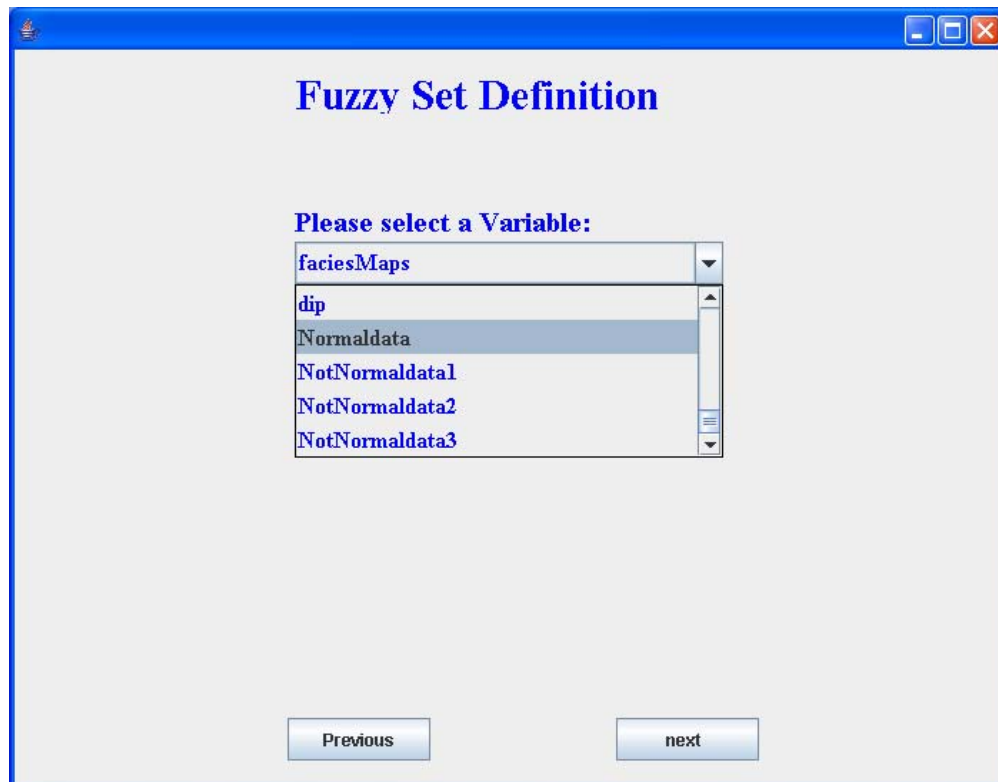 Fuzzy Set Definition
Please select a Variable:
faciesMaps
dip
Normaldata
NotNormaldata1
NotNormaldata2
NotNormaldata3
Previous
next